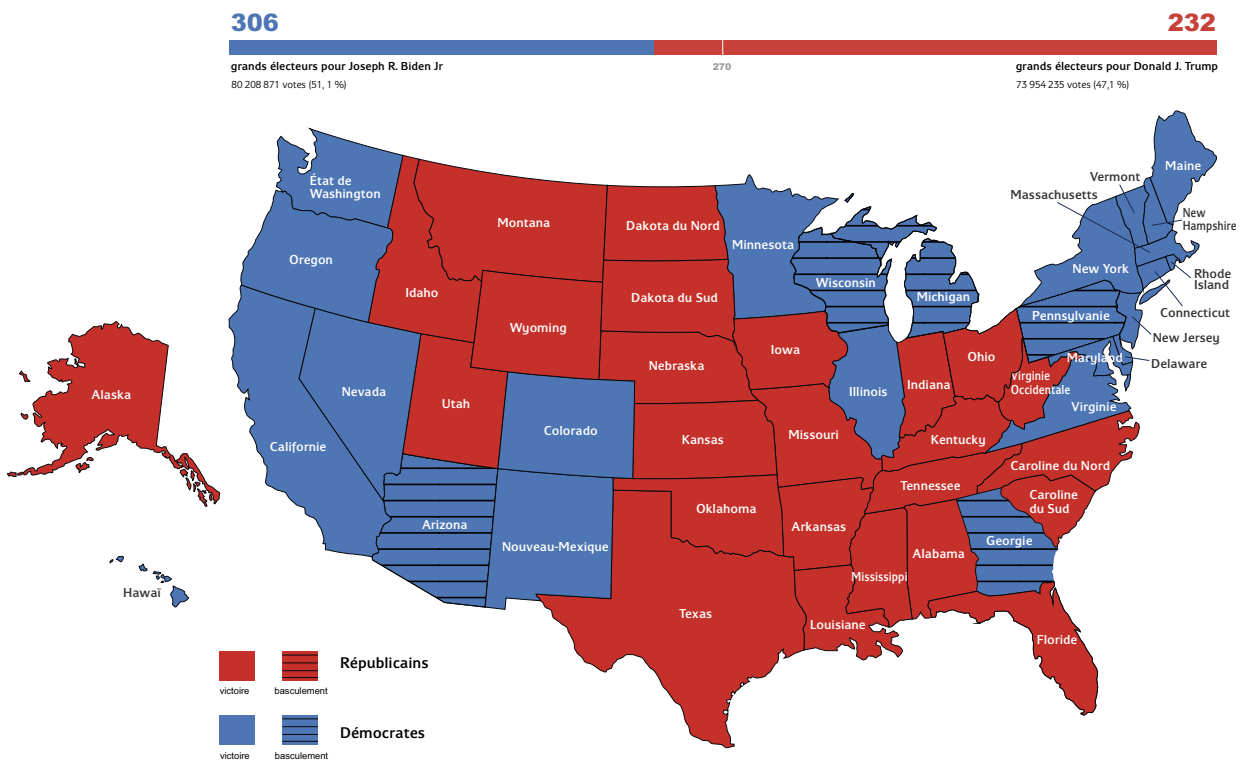 306
232
grands électeurs pour Joseph R. Biden Jr
270
grands électeurs pour Donald J. Trump
80 208 871 votes (51, 1 %)
73 954 235 votes (47,1 %)
Maine
Vermont
Massachusetts
New
Hampshire
État de
Washington
Montana
Dakota du Nord
Minnesota
Oregon
New York
Rhode
Island
Idaho
Dakota du Sud
Wisconsin
Michigan
Connecticut
Pennsylvanie
Wyoming
New Jersey
Iowa
Ohio
Maryland
Delaware
Nebraska
Virginie
Occidentale
Alaska
Nevada
Utah
Illinois
Indiana
Virginie
Colorado
Californie
Kansas
Missouri
Kentucky
Caroline du Nord
Tennessee
Caroline
du Sud
Oklahoma
Arizona
Arkansas
Georgie
Nouveau-Mexique
Alabama
Mississippi
Hawaï
Texas
Louisiane
Floride
Républicains
victoire
basculement
Démocrates
victoire
basculement